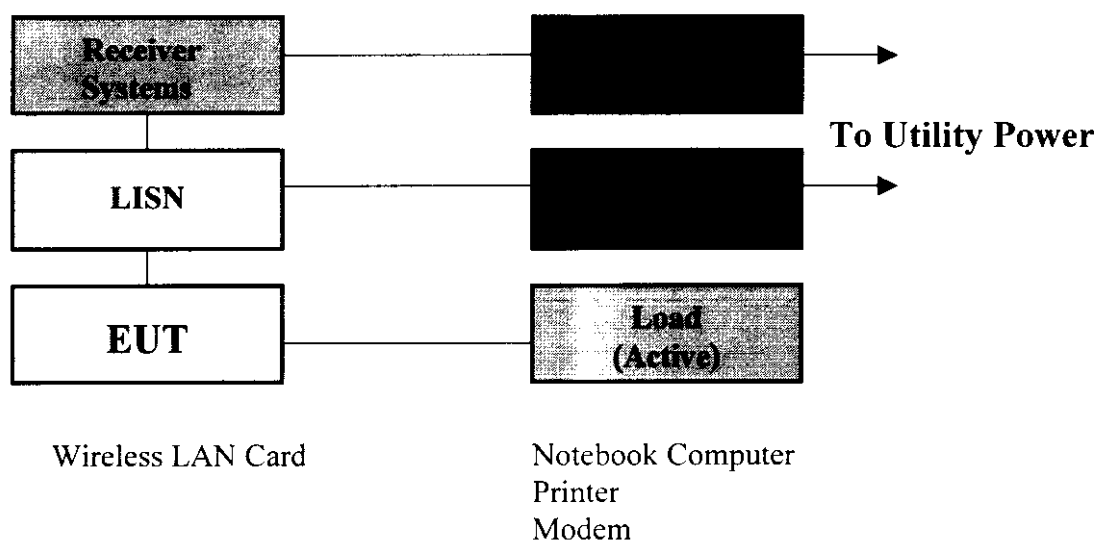 Receiver
Systems
To Utility Power
LISN
EUT
Load
(Active)
Wireless LAN Card
Notebook Computer
Printer
Modem